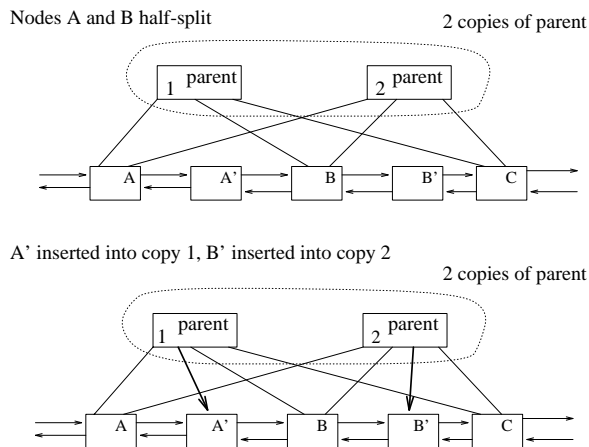 Nodes A and B half-split
2 copies of parent
1 parent
2 parent
A A' B B' C
A' inserted into copy 1, B' inserted into copy 2
2 copies of parent
1 parent
2 parent
A A' B B' C